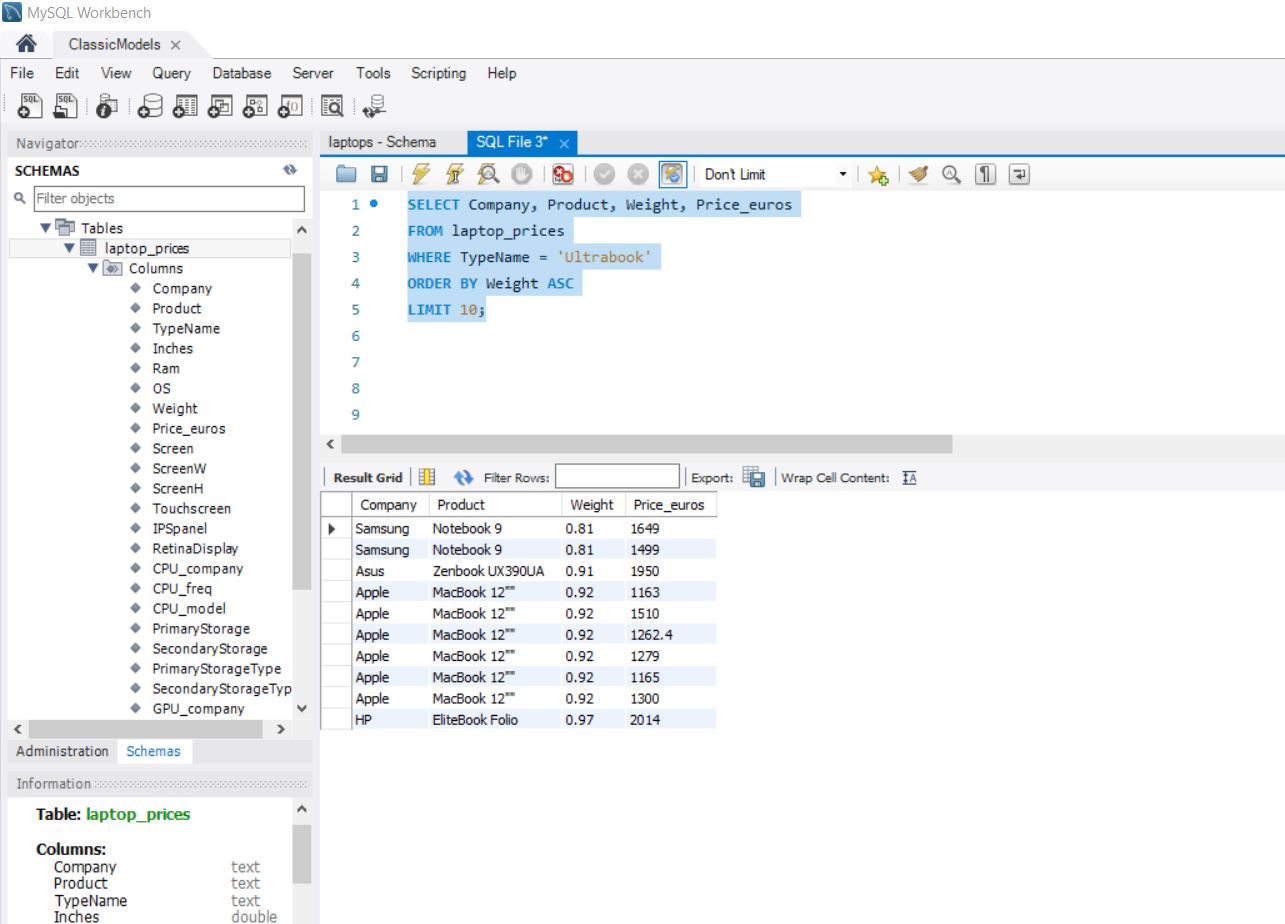 MySQL Workbench
ClassicModels
File Edit View Query Database Server Tools Scripting Help
SQL SQL
Navigator
SCHEMAS
Filter objects
Tables
laptop_prices
Columns
Company
Product
TypeName
Inches
Ram
OS
Weight
Price_euros
Screen
ScreenW
ScreenH
Touchscreen
IPSpanel
RetinaDisplay
CPU_company
CPU_freq
CPU_model
PrimaryStorage
SecondaryStorage
PrimaryStorageType
SecondaryStorageTyp
GPU_company
Administration Schemas
Information
Table: laptop_prices
Columns:
Company text
Product text
TypeName text
Inches double
laptops - Schema SQL File 3*
Don't Limit
1 SELECT Company, Product, Weight, Price_euros
2 FROM laptop_prices
3 WHERE TypeName = 'Ultrabook'
4 ORDER BY Weight ASC
5 LIMIT 10;
6
7
8
9
Result Grid Filter Rows: Export: Wrap Cell Content: IA
Company Product Weight Price_euros
Samsung Notebook 9 0.81 1649
Samsung Notebook 9 0.81 1499
Asus Zenbook UX390UA 0.91 1950
Apple MacBook 12"" 0.92 1163
Apple MacBook 12"" 0.92 1510
Apple MacBook 12"" 0.92 1262.4
Apple MacBook 12"" 0.92 1279
Apple MacBook 12"" 0.92 1165
Apple MacBook 12"" 0.92 1300
HP EliteBook Folio 0.97 2014